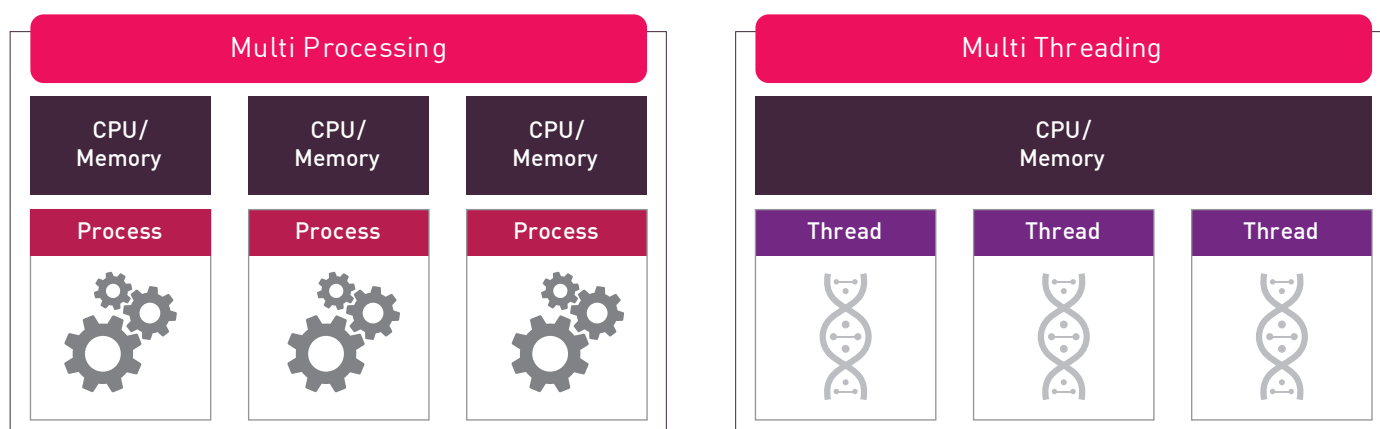 Multi Processing
CPU/
Memory
CPU/
Memory
CPU/
Memory
Process
Process
Process
Multi Threading
CPU/
Memory
Thread
Thread
Thread